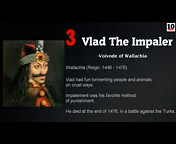 10
3 Vlad The Impaler
-Voivode of Wallachia-
Wallachia (Reign: 1448 - 1476)
Vlad had fun tormenting people and animals
on cruel ways.
Impalement was his favorite method
of punishment.
He died at the end of 1476, in a battle against the Turks.